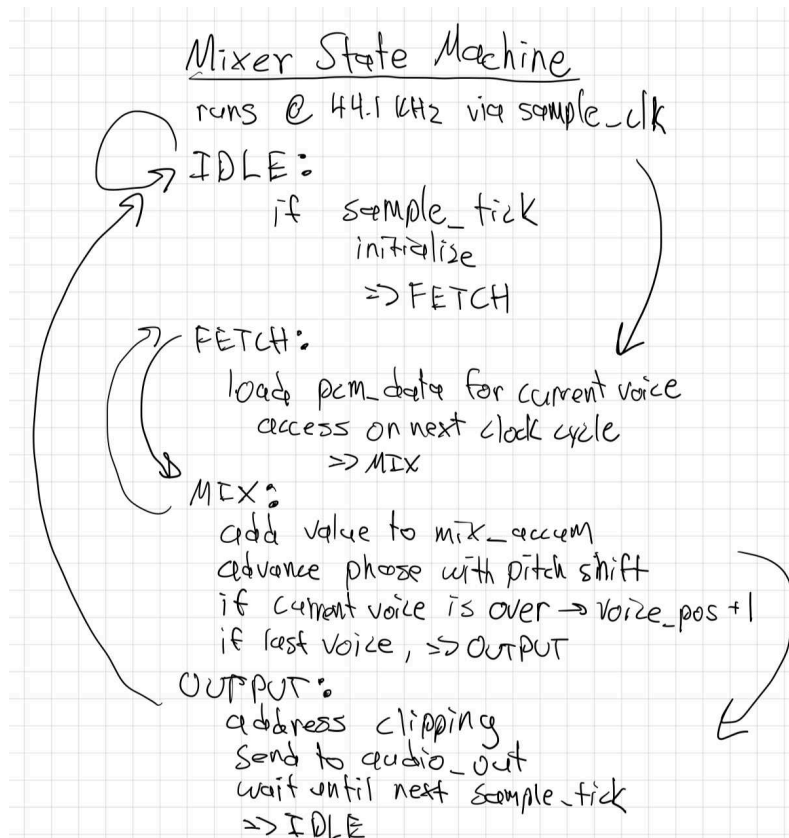 Mixer State Machine
runs @ 44.1 kHz via sample_clk
IDLE:
if sample_tick
initialise
=> FETCH
FETCH:
load pcm_data for current voice
access on next clock cycle
=> MIX
MIX:
add value to mix_accum
advance phase with pitch shift
if current voice is over → voice_pos +1
if last voice, => OUTPUT
OUTPUT:
address clipping
send to audio_out
wait until next sample_tick
=> IDLE